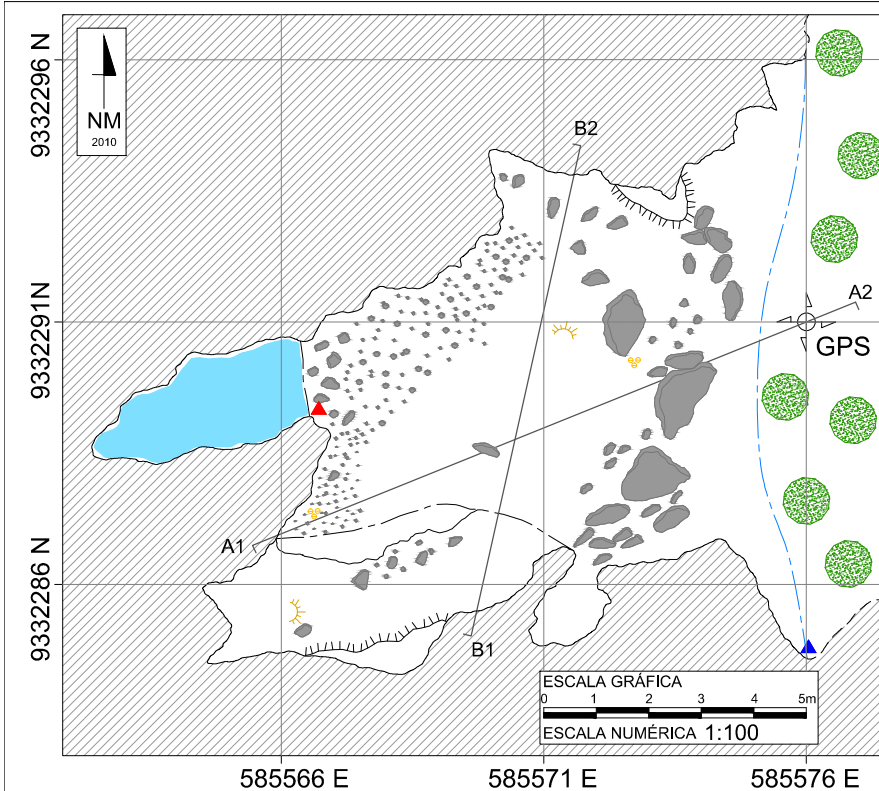 9332296 N
NM
2010
B2
9332291 N
A2
GPS
A1
9332286 N
B1
ESCALA GRÁFICA
0 1 2 3 4 5m
ESCALA NUMÉRICA 1:100
585566 E 585571 E 585576 E